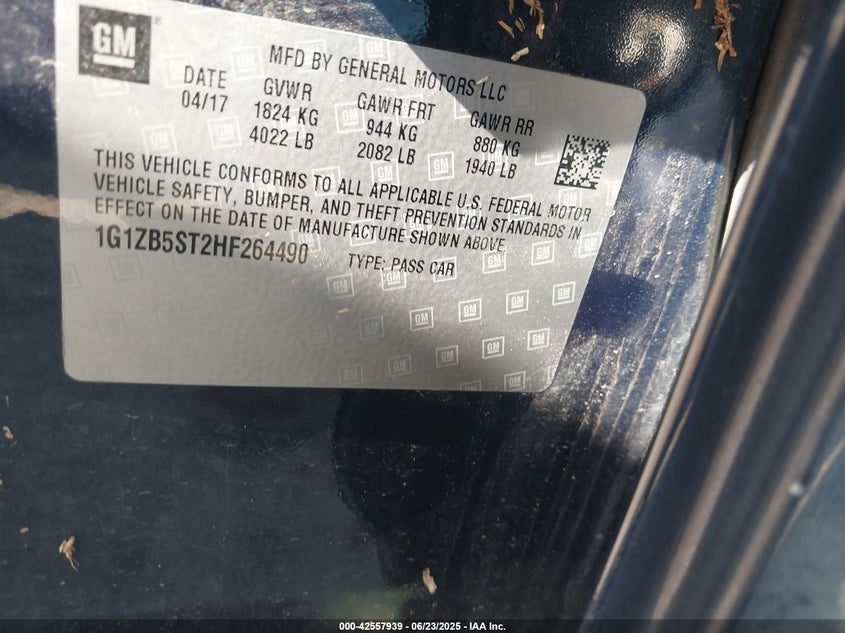 GM
MFD BY GENERAL MOTORS LLC
DATE GVWR GAWR FRT GAWR RR
04/17 1824 KG 944 KG 880 KG
4022 LB 2082 LB 1940 LB
THIS VEHICLE CONFORMS TO ALL APPLICABLE U.S. FEDERAL MOTOR
VEHICLE SAFETY, BUMPER, AND THEFT PREVENTION STANDARDS IN
EFFECT ON THE DATE OF MANUFACTURE SHOWN ABOVE.
1G1ZB5ST2HF264490 TYPE: PASS CAR
000-42557939 - 06/23/2025 - IAA Inc.